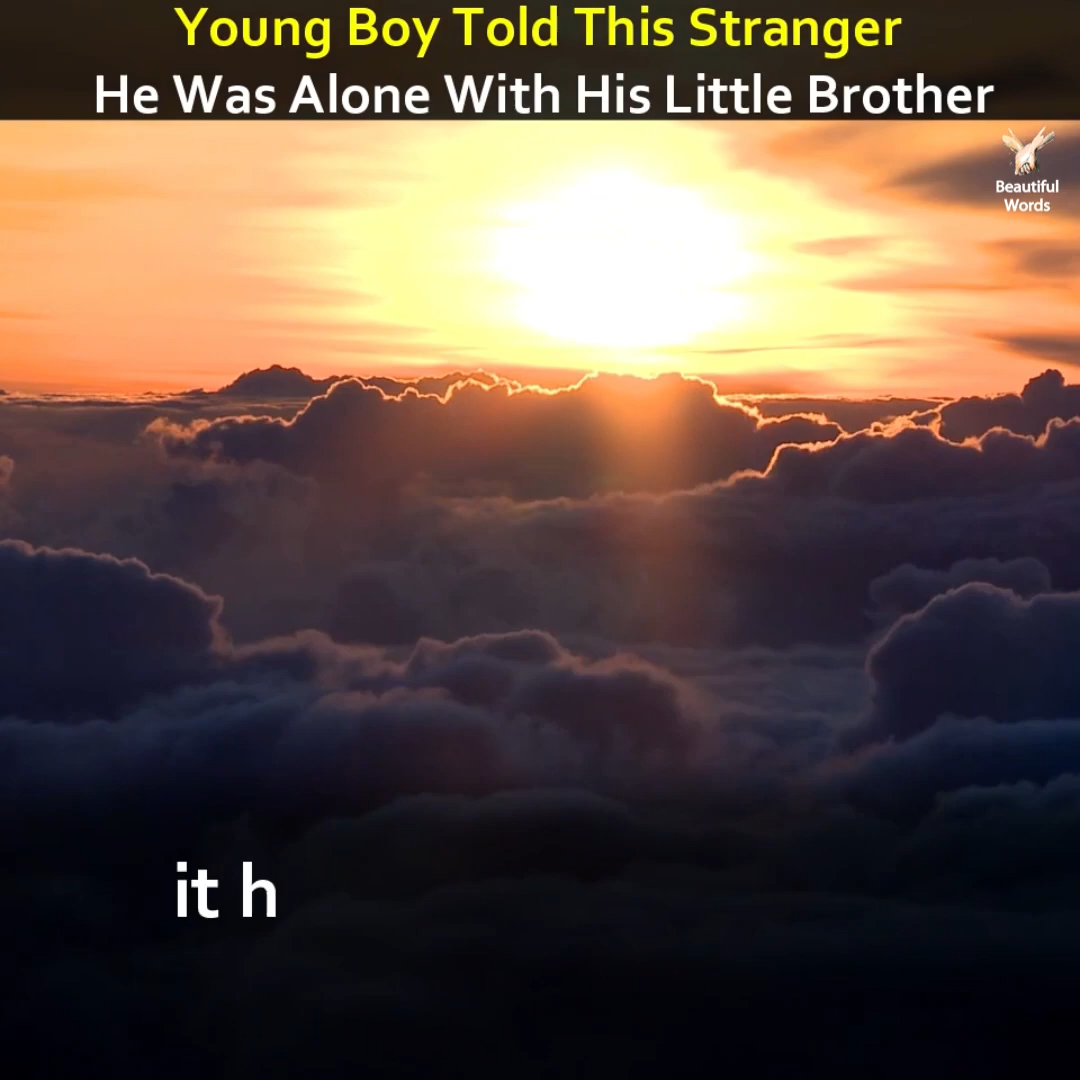 Young Boy Told This Stranger
He Was Alone With His Little Brother
Beautiful
Words
it h